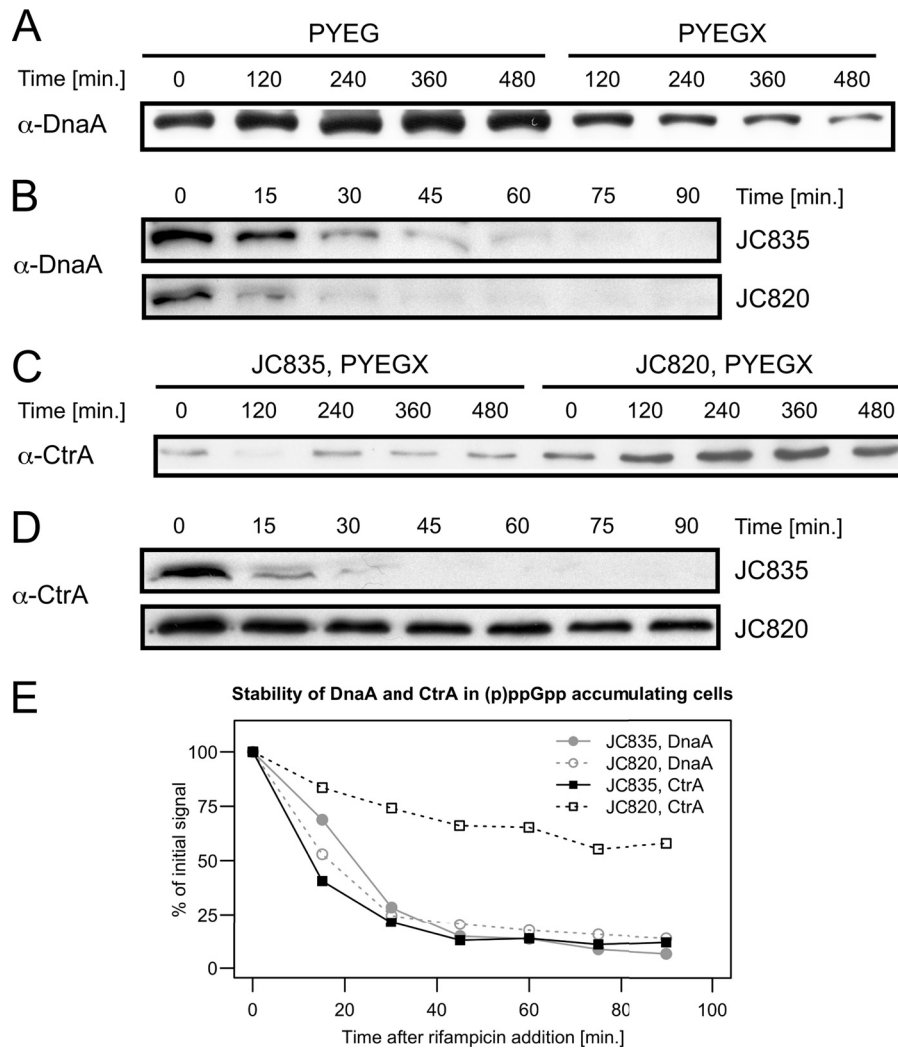 A
PYEG PYEGX
Time [min.] 0 120 240 360 480 120 240 360 480
α-DnaA
B
0 15 30 45 60 75 90 Time [min.]
JC835
α-DnaA
JC820
C
JC835, PYEGX JC820, PYEGX
Time [min.] 0 120 240 360 480 0 120 240 360 480
α-CtrA
D
0 15 30 45 60 75 90 Time [min.]
JC835
α-CtrA
JC820
E
Stability of DnaA and CtrA in (p)ppGpp accumulating cells
JC835, DnaA
JC820, DnaA
JC835, CtrA
JC820, CtrA
% of initial signal
100
75
50
25
0
0 20 40 60 80 100
Time after rifampicin addition [min.]